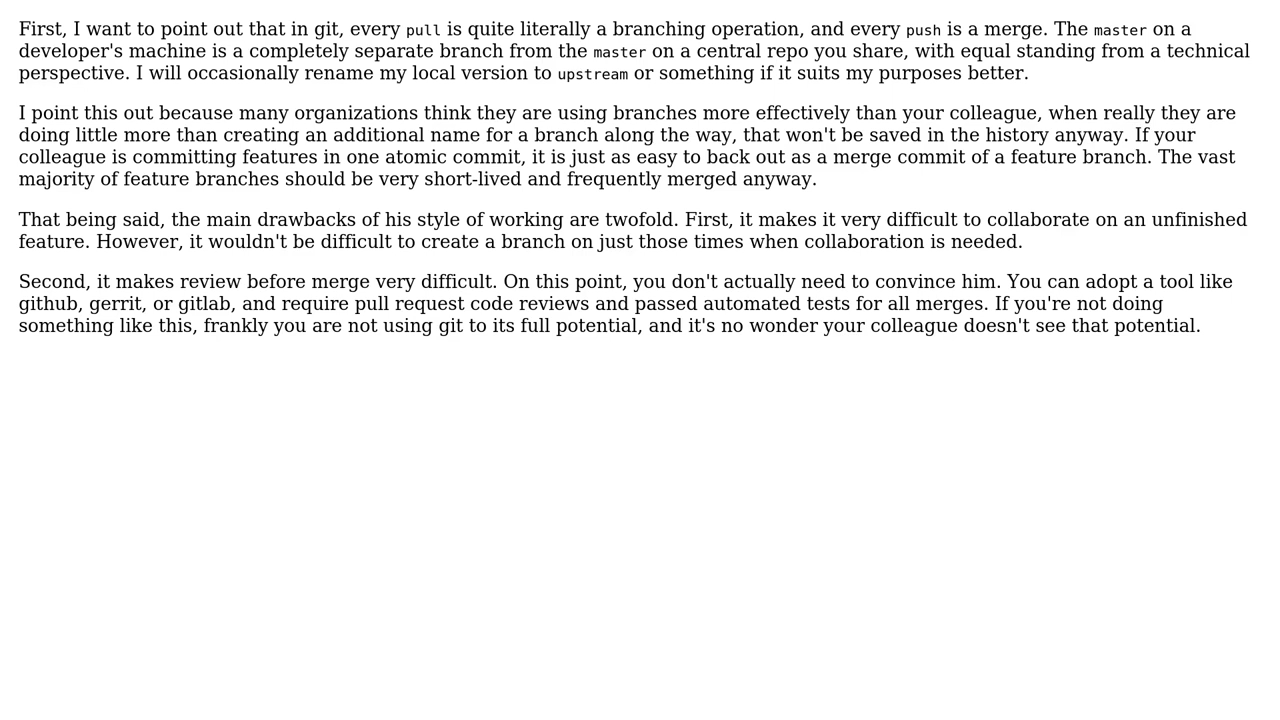 First, I want to point out that in git, every pull is quite literally a branching operation, and every push is a merge. The master on a
developer's machine is a completely separate branch from the master on a central repo you share, with equal standing from a technical
perspective. I will occasionally rename my local version to upstream or something if it suits my purposes better.
I point this out because many organizations think they are using branches more effectively than your colleague, when really they are
doing little more than creating an additional name for a branch along the way, that won't be saved in the history anyway. If your
colleague is committing features in one atomic commit, it is just as easy to back out as a merge commit of a feature branch. The vast
majority of feature branches should be very short-lived and frequently merged anyway.
That being said, the main drawbacks of his style of working are twofold. First, it makes it very difficult to collaborate on an unfinished
feature. However, it wouldn't be difficult to create a branch on just those times when collaboration is needed.
Second, it makes review before merge very difficult. On this point, you don't actually need to convince him. You can adopt a tool like
github, gerrit, or gitlab, and require pull request code reviews and passed automated tests for all merges. If you're not doing
something like this, frankly you are not using git to its full potential, and it's no wonder your colleague doesn't see that potential.